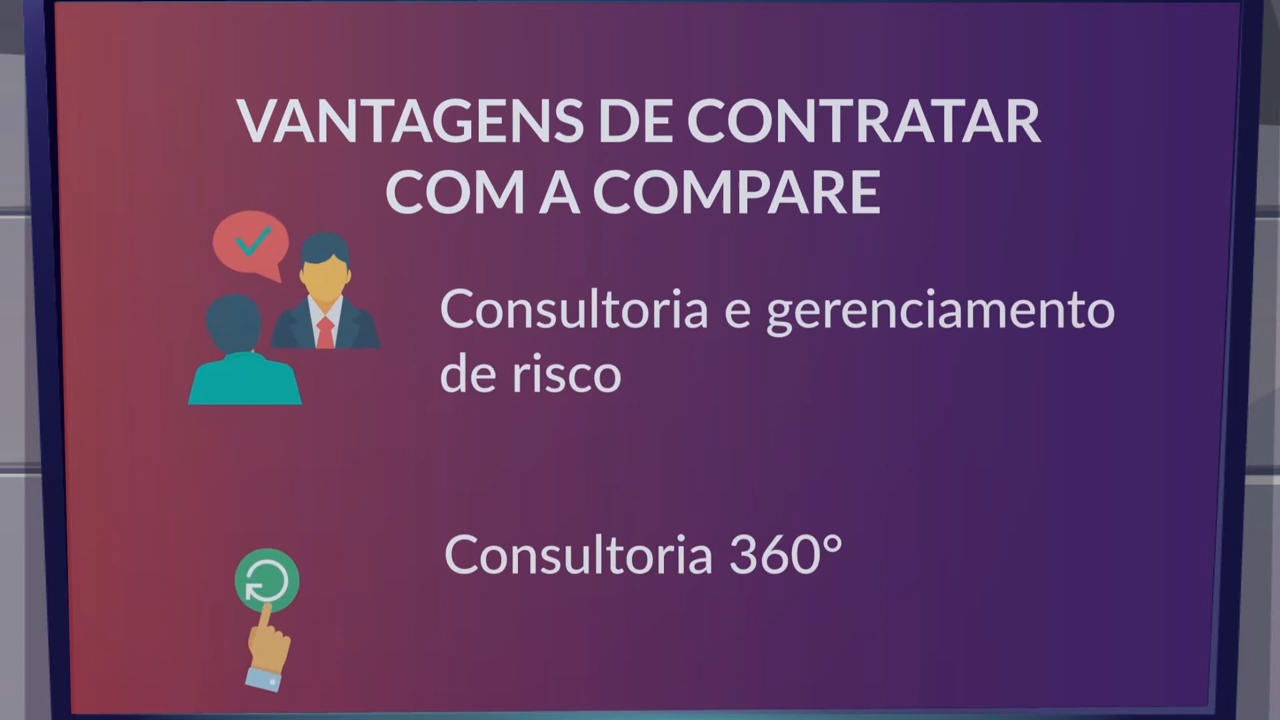 VANTAGENS DE CONTRATAR
COM A COMPARE
Consultoria e gerenciamento
de risco
Consultoria 360°